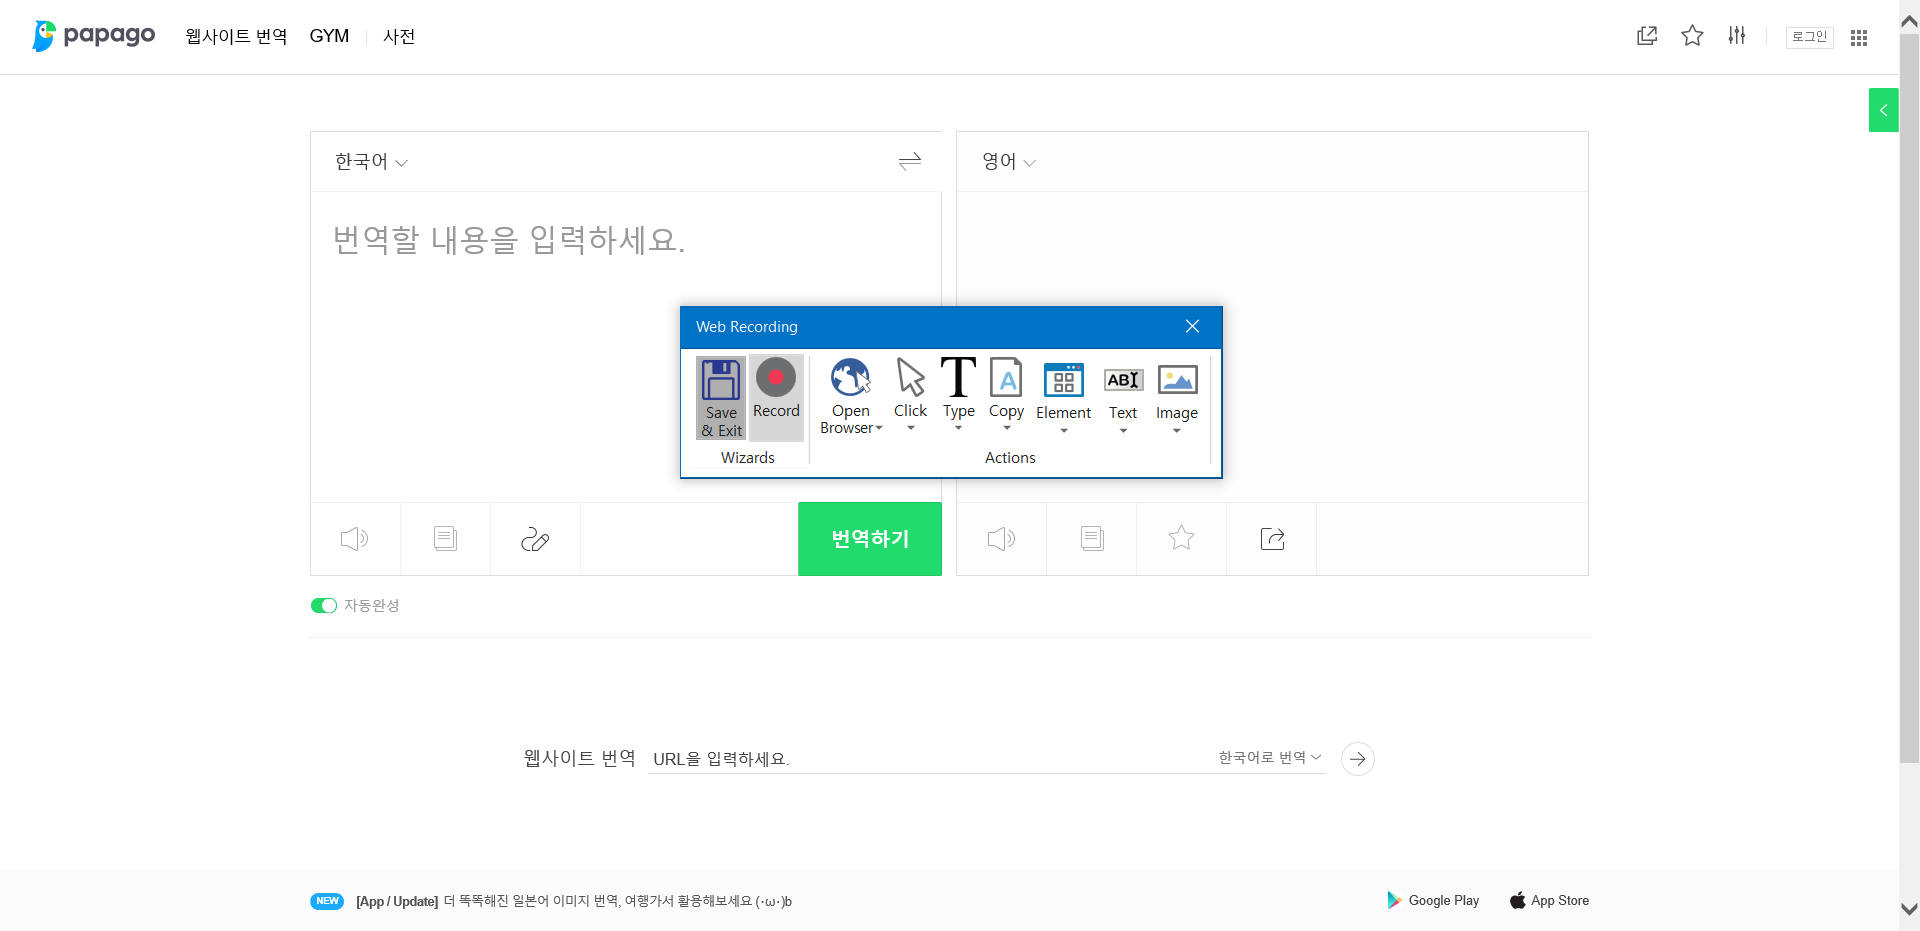 papago 웹사이트 번역 GYM 사전 로그인
한국어 영어
번역할 내용을 입력하세요.
Web Recording
Save & Exit
Record
Open Browser
Click
Type
Copy
Element
Text
Image
Wizards
Actions
번역하기
자동완성
웹사이트 번역 URL을 입력하세요. 한국어로 번역
NEW [App / Update] 더 똑똑해진 일본어 이미지 번역, 여행가서 활용해보세요 (·ω·)b Google Play App Store